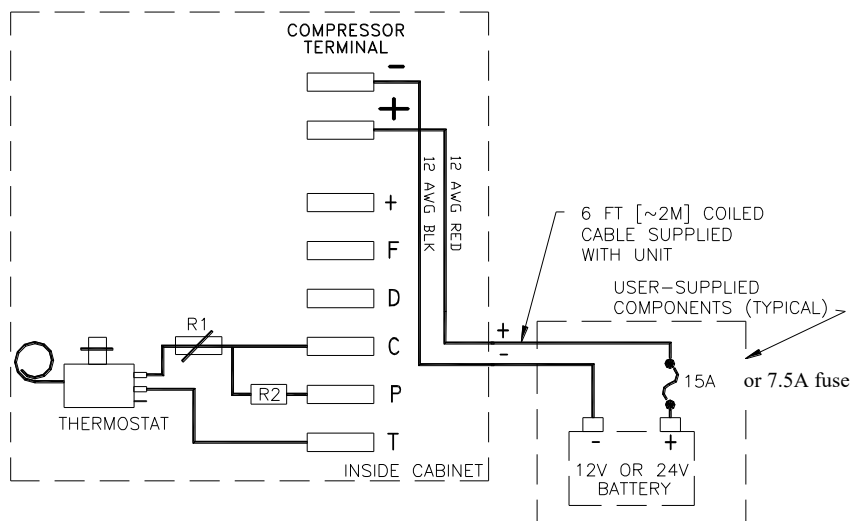 COMPRESSOR
TERMINAL
-
+
+
F
D
C
P
T
12 AWG BLK
12 AWG RED
6 FT [~2M] COILED
CABLE SUPPLIED
WITH UNIT
USER-SUPPLIED
COMPONENTS (TYPICAL)
R1
R2
THERMOSTAT
INSIDE CABINET
+
-
15A
or 7.5A fuse
- +
12V OR 24V
BATTERY